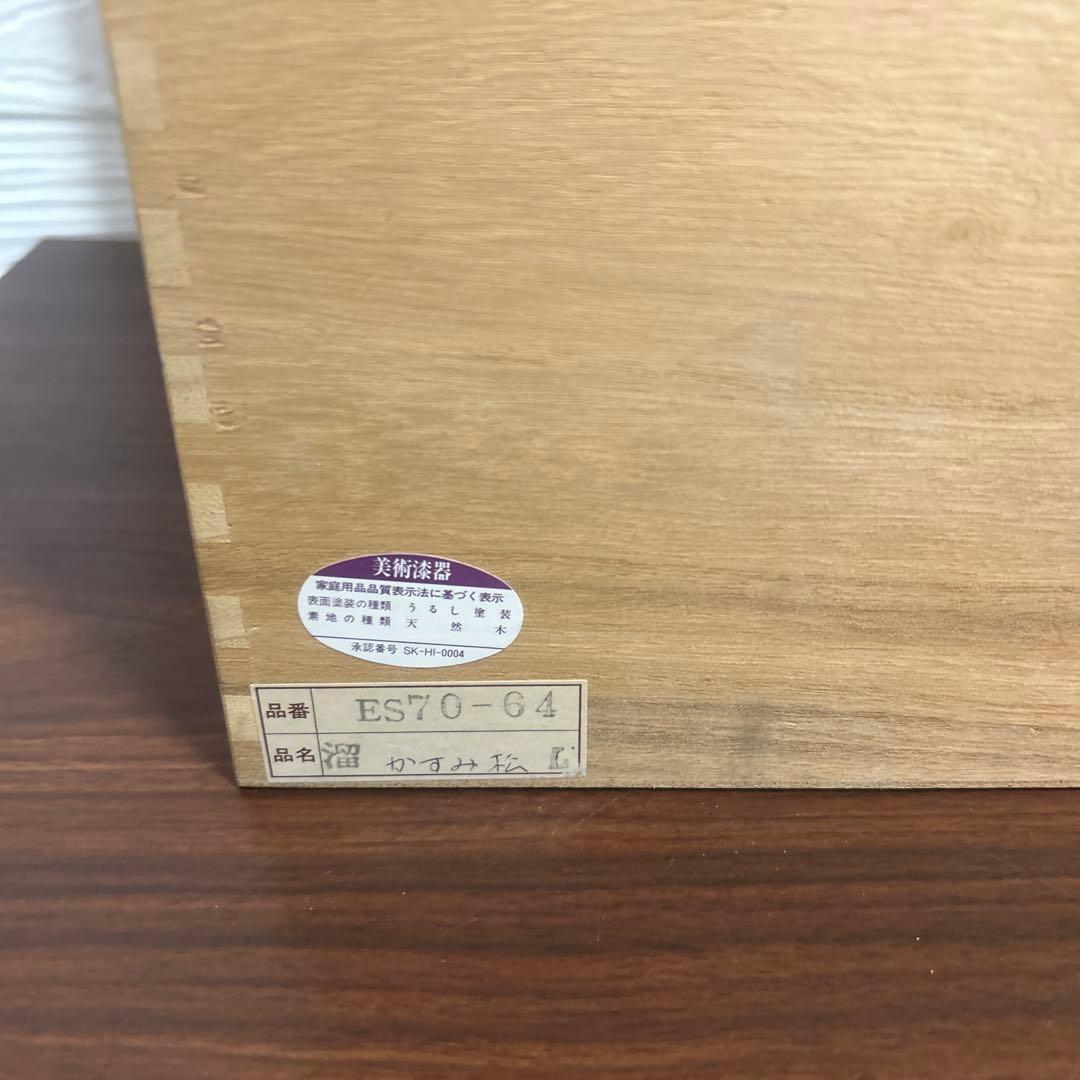 美術漆器
家庭用品品質表示法に基づく表示
表面塗装の種類 うるし塗装
素地の種類 天然木
承認番号 SK-HI-0004
品番 ES70-64
品名 溜 かすみ松 L